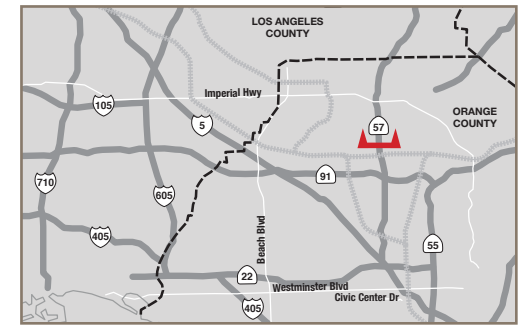 LOS ANGELES
COUNTY
Imperial Hwy
105
5
57
ORANGE
COUNTY
710
605
91
405
Beach Blvd
55
22
Westminster Blvd
Civic Center Dr
405